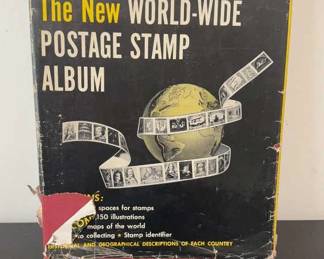 The New WORLD-WIDE
POSTAGE STAMP
ALBUM
spaces for stamps
150 illustrations
maps of the world
to collecting • Stamp identifier
AND GEOGRAPHICAL DESCRIPTIONS OF EACH COUNTRY